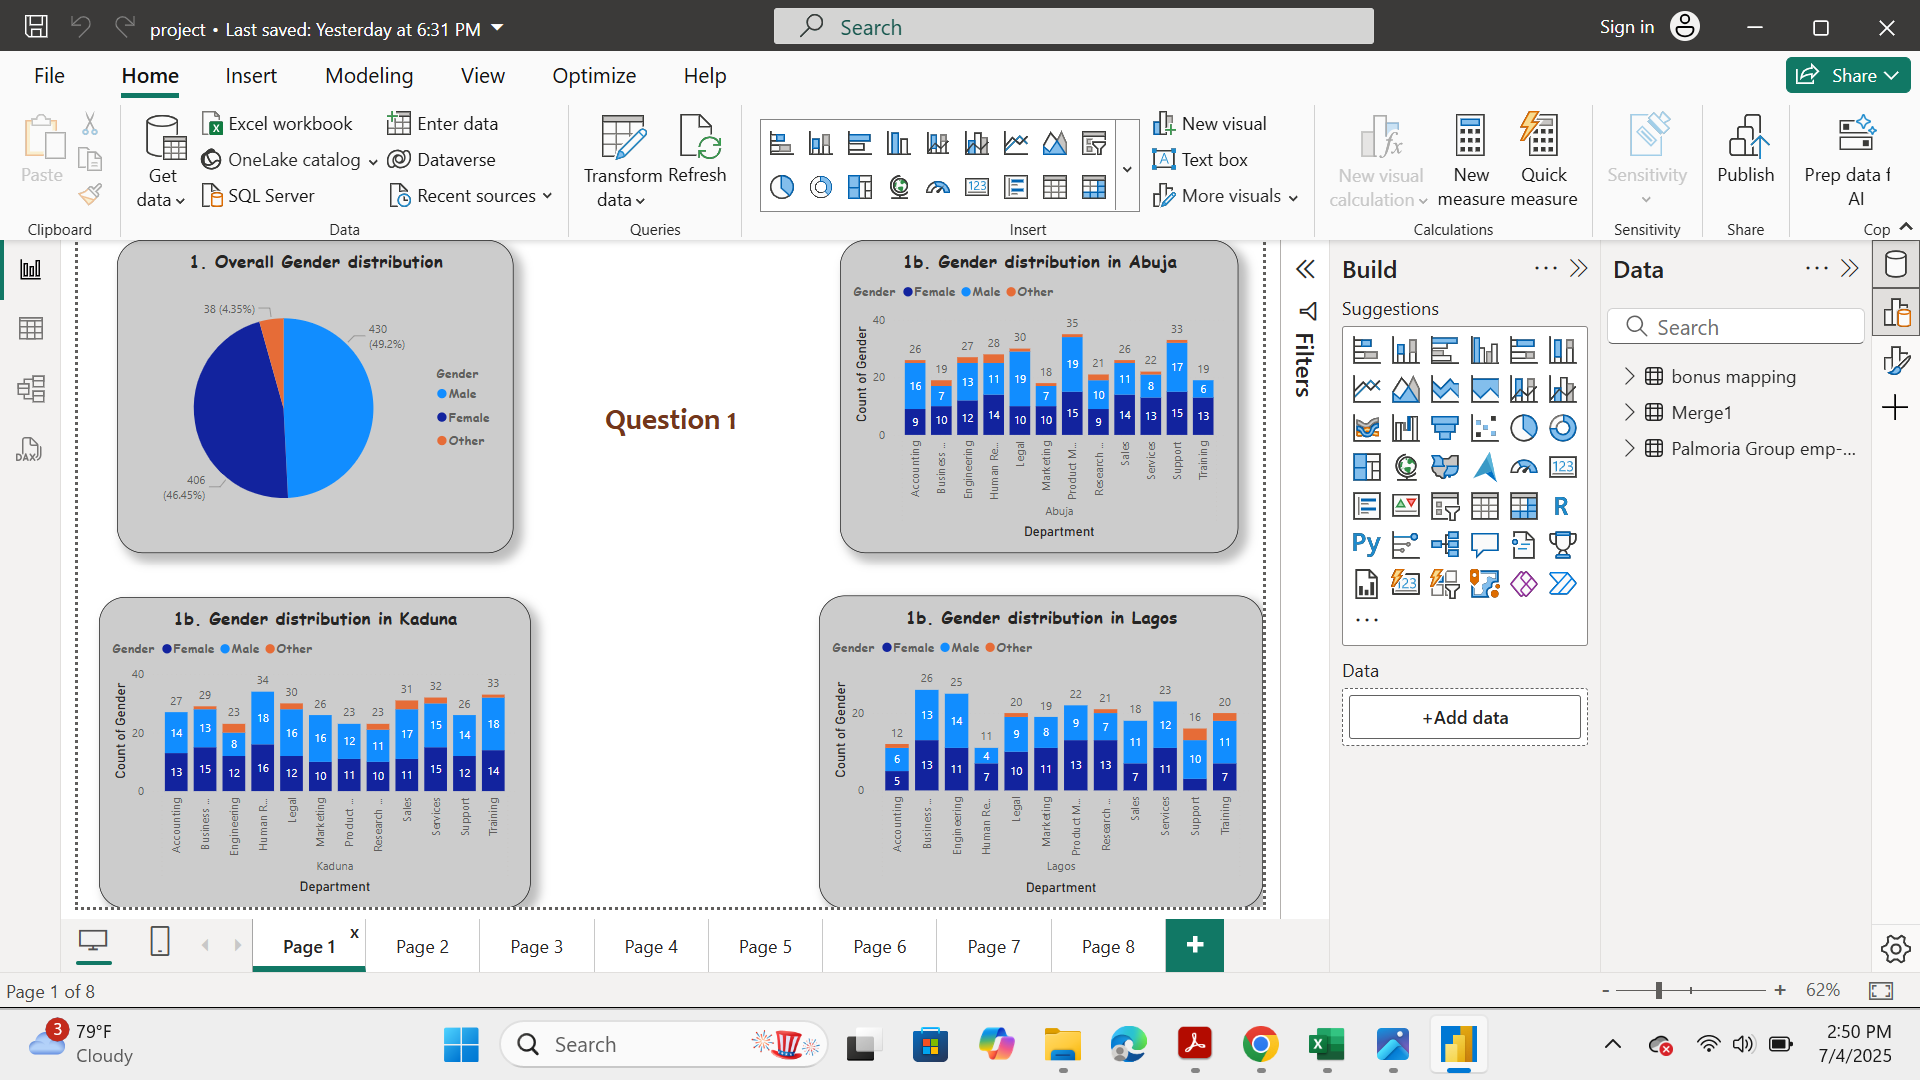 project • Last saved: Yesterday at 6:31 PM
Search
Sign in
File
Home
Insert
Modeling
View
Optimize
Help
Share
Paste
Clipboard
Get data
Excel workbook
OneLake catalog
SQL Server
Enter data
Dataverse
Recent sources
Data
Transform data
Refresh
Queries
New visual
Text box
More visuals
Insert
New visual calculation
New measure
Quick measure
Calculations
Sensitivity
Sensitivity
Publish
Share
Prep data f
AI
Cop
1. Overall Gender distribution
38 (4.35%)
430
(49.2%)
406
(46.45%)
Gender
Male
Female
Other
Question 1
1b. Gender distribution in Abuja
Gender Female Male Other
Count of Gender
40
20
0
26 19 27 28 30 18 35 21 26 22 33 19
16 7 13 11 19 7 19 10 11 8 17 6
9 10 12 14 10 10 15 9 14 13 15 13
Accounting
Business ...
Engineering
Human Re...
Legal
Marketing
Product M...
Research ...
Sales
Services
Support
Training
Abuja
Department
1b. Gender distribution in Kaduna
Gender Female Male Other
Count of Gender
40
20
0
27 29 23 34 30 26 23 23 31 32 26 33
14 13 8 18 16 16 12 11 17 15 14 18
13 15 12 16 12 10 11 10 11 15 12 14
Accounting
Business ...
Engineering
Human R...
Legal
Marketing
Product ...
Research ...
Sales
Services
Support
Training
Kaduna
Department
1b. Gender distribution in Lagos
Gender Female Male Other
Count of Gender
20
0
12 26 25 11 20 19 22 21 18 23 16 20
6 13 14 4 9 8 9 7 11 12 10 11
5 13 11 7 10 11 13 13 7 11 7
Accounting
Business ...
Engineering
Human Re...
Legal
Marketing
Product M...
Research ...
Sales
Services
Support
Training
Lagos
Department
Filters
Build
Suggestions
123
R
Py
123
Data
+Add data
Data
Search
bonus mapping
Merge1
Palmoria Group emp-...
DAX
Page 1
x
Page 2
Page 3
Page 4
Page 5
Page 6
Page 7
Page 8
+
Page 1 of 8
- + 62%
3
79°F
Cloudy
Search
2:50 PM
7/4/2025